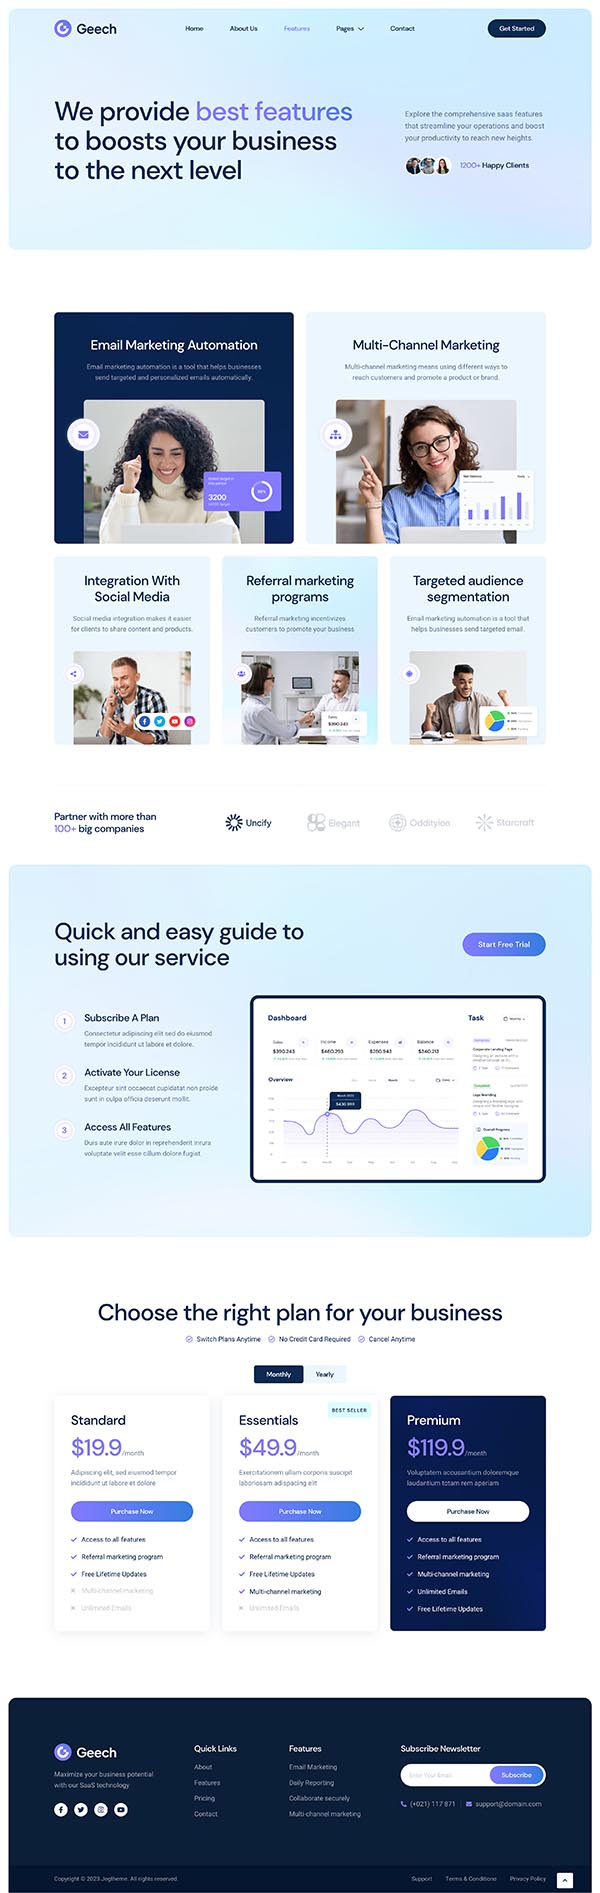 Geech
Home
About Us
Features
Pages
Contact
Get Started
We provide best features
to boosts your business
to the next level
Explore the comprehensive saas features
that streamline your operations and boost
your productivity to reach new heights.
1200+ Happy Clients
Email Marketing Automation
Email marketing automation is a tool that helps businesses
send targeted and personalized emails automatically.
3200
Multi-Channel Marketing
Multi-channel marketing means using different ways to
reach customers and promote a product or brand.
Integration With
Social Media
Social media integration makes it easier
for clients to share content and products.
Referral marketing
programs
Referral marketing incentivizes
customers to promote your business
Sales
$390.343
Targeted audience
segmentation
Email marketing automation is a tool that
helps businesses send targeted email.
Partner with more than
100+ big companies
Uncify
Elegant
Oddityion
Starcraft
Quick and easy guide to
using our service
Start Free Trial
1
Subscribe A Plan
Consectetur adipiscing elit sed do eiusmod
tempor incididunt ut labore et dolore.
2
Activate Your License
Excepteur sint occaecat cupidatat non proide
sunt in culpa officia deserunt mollit.
3
Access All Features
Duis aute irure dolor in reprehenderit inrura
voluptate velit esse cillum dolore fugiat
Dashboard
Task
Monthly
Sales
Income
Expenses
Balance
$390.243
Corporate Landing Page
Overview
Logo Branding
Overall Progress
Choose the right plan for your business
Switch Plans Anytime
No Credit Card Required
Cancel Anytime
Monthly
Yearly
Standard
$19.9/month
Adipiscing elit, sed eiusmod tempor
incididunt ut labore et dolore
Purchase Now
Access to all features
Referral marketing program
Free Lifetime Updates
Multi-channel marketing
Unlimited Emails
BEST SELLER
Essentials
$49.9/month
Exercitationem ullam corporis suscipit
laboriosam adispacing elit
Purchase Now
Access to all features
Referral marketing program
Free Lifetime Updates
Multi-channel marketing
Unlimited Emails
Premium
$119.9/month
Voluptatem accusantium doloremque
laudantium totam rem aperiam
Purchase Now
Access to all features
Referral marketing program
Multi-channel marketing
Unlimited Emails
Free Lifetime Updates
Geech
Maximize your business potential
with our SaaS technology
Quick Links
About
Features
Pricing
Contact
Features
Email Marketing
Daily Reporting
Collaborate securely
Multi-channel marketing
Subscribe Newsletter
Enter Your Email
Subscribe
(+021) 117 871
support@domain.com
Copyright © 2023 Jegtheme. All rights reserved.
Support
Terms & Conditions
Privacy Policy